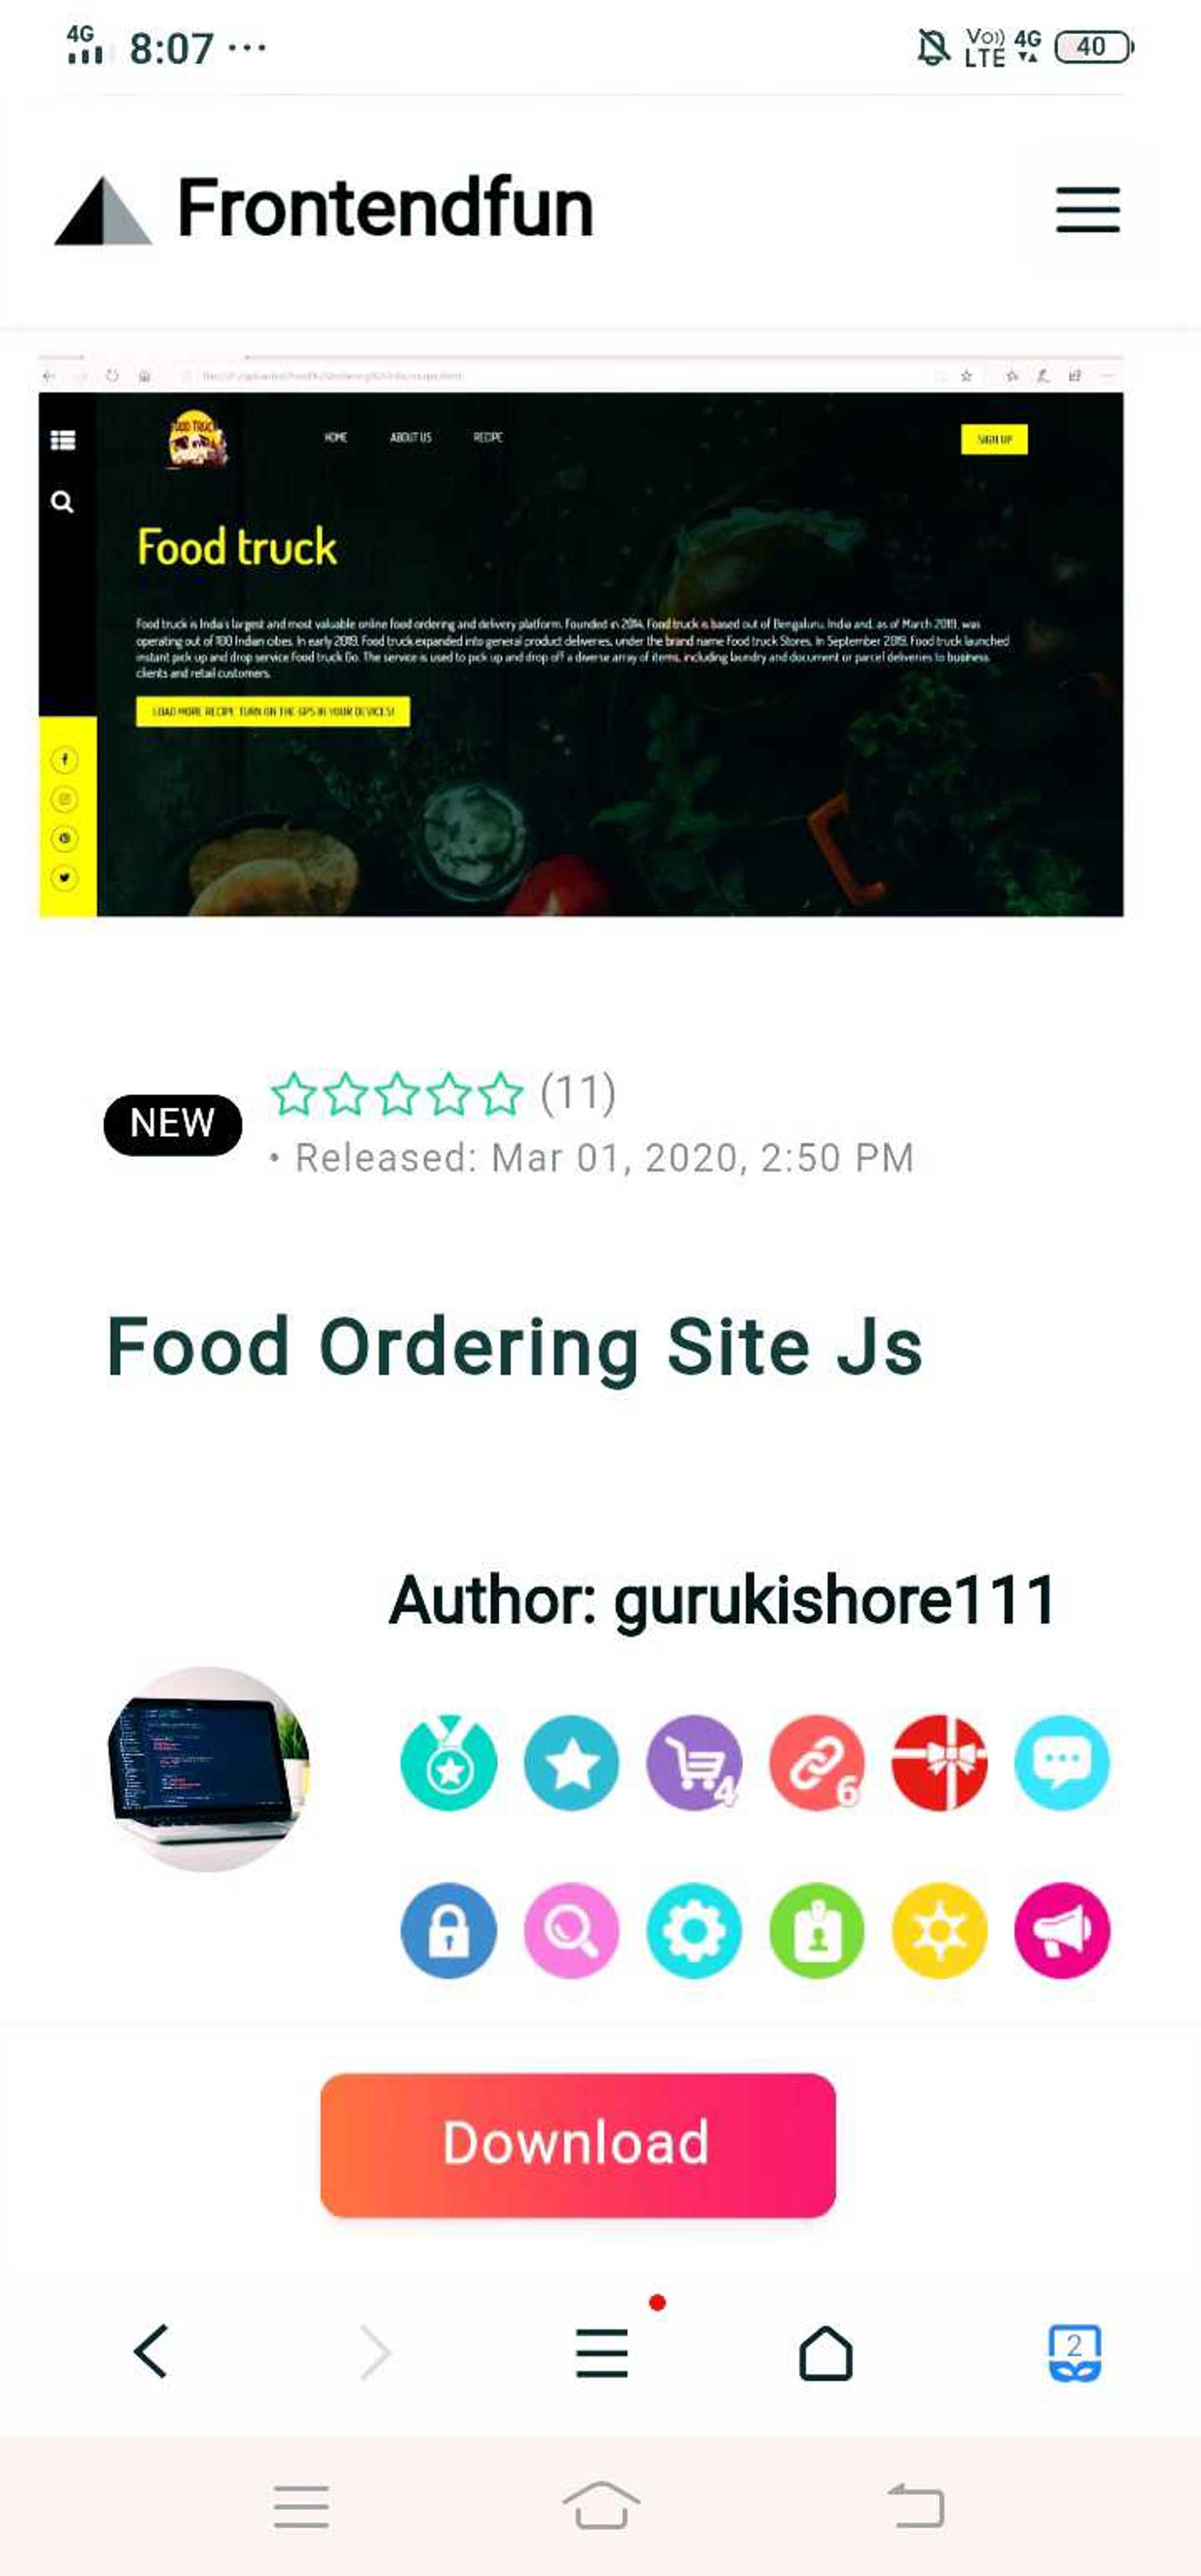 4G 8:07 ...
Vo)) LTE 4G 40
Frontendfun
FOOD TRUCK
HOME ABOUT US RECIPE SIGN UP
Food truck
Food truck is India's largest and most valuable online food ordering and delivery platform. Founded in 2014, Food truck is based out of Bengaluru, India and, as of March 2019, was
operating out of 100 Indian cities. In early 2019, Food truck expanded into general product deliveries, under the brand name Food truck Stores. In September 2019, Food truck launched
instant pick up and drop service Food truck Go. The service is used to pick up and drop off a diverse array of items, including laundry and document or parcel deliveries to business
clients and retail customers.
LOAD MORE RECIPE TURN ON THE GPS IN YOUR DEVICES!
NEW
(11)
• Released: Mar 01, 2020, 2:50 PM
Food Ordering Site Js
Author: gurukishore111
4 6
Download
2